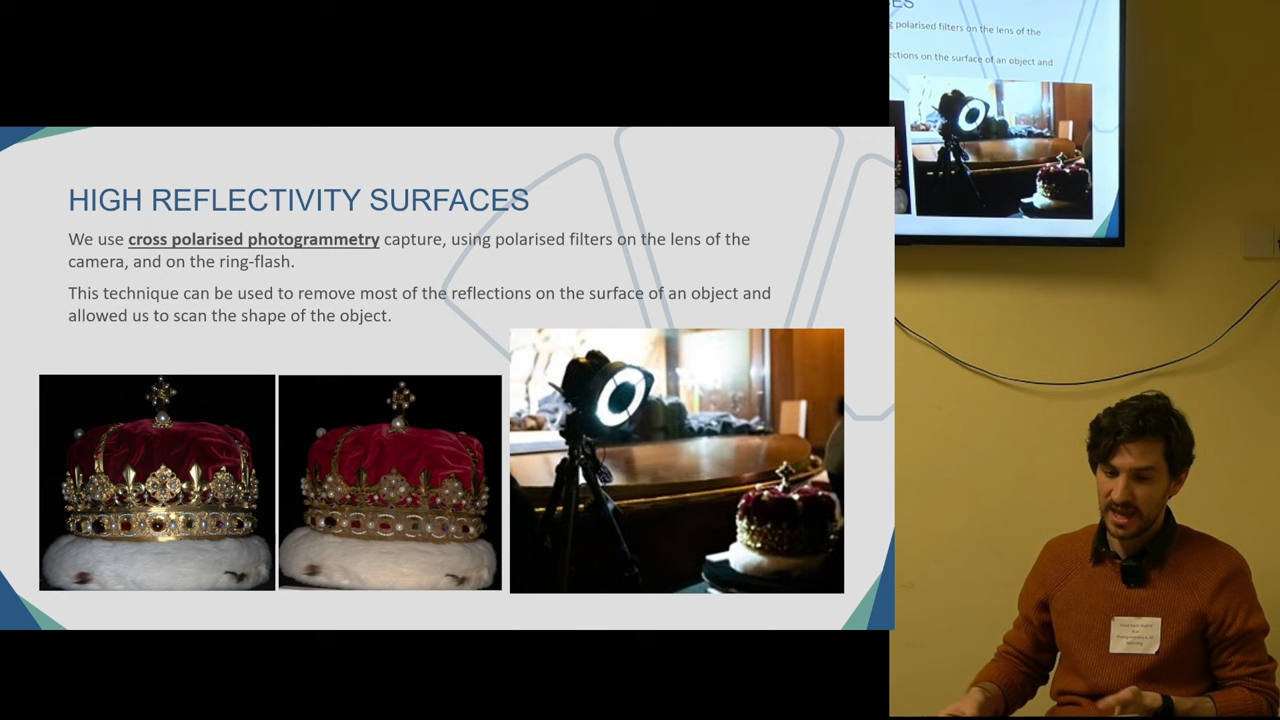 HIGH REFLECTIVITY SURFACES
We use cross polarised photogrammetry capture, using polarised filters on the lens of the
camera, and on the ring-flash.
This technique can be used to remove most of the reflections on the surface of an object and
allowed us to scan the shape of the object.
polarised filters on the lens of the
ections on the surface of an object and